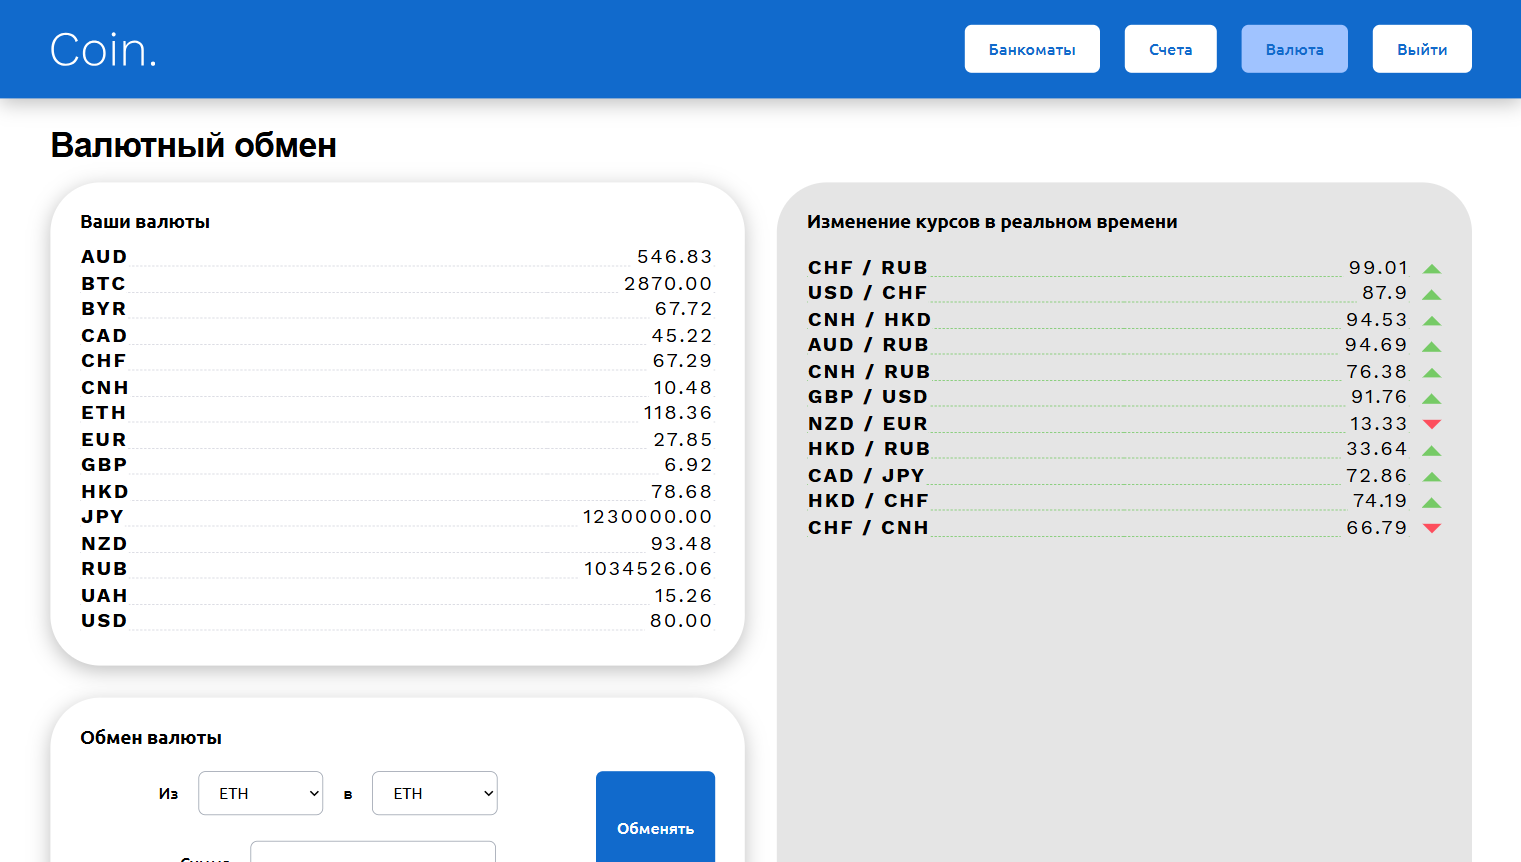 Coin.
Банкоматы
Счета
Валюта
Выйти
Валютный обмен
Ваши валюты
AUD 546.83
BTC 2870.00
BYR 67.72
CAD 45.22
CHF 67.29
CNH 10.48
ETH 118.36
EUR 27.85
GBP 6.92
HKD 78.68
JPY 1230000.00
NZD 93.48
RUB 1034526.06
UAH 15.26
USD 80.00
Изменение курсов в реальном времени
CHF / RUB 99.01
USD / CHF 87.9
CNH / HKD 94.53
AUD / RUB 94.69
CNH / RUB 76.38
GBP / USD 91.76
NZD / EUR 13.33
HKD / RUB 33.64
CAD / JPY 72.86
HKD / CHF 74.19
CHF / CNH 66.79
Обмен валюты
Из ETH в ETH
Обменять